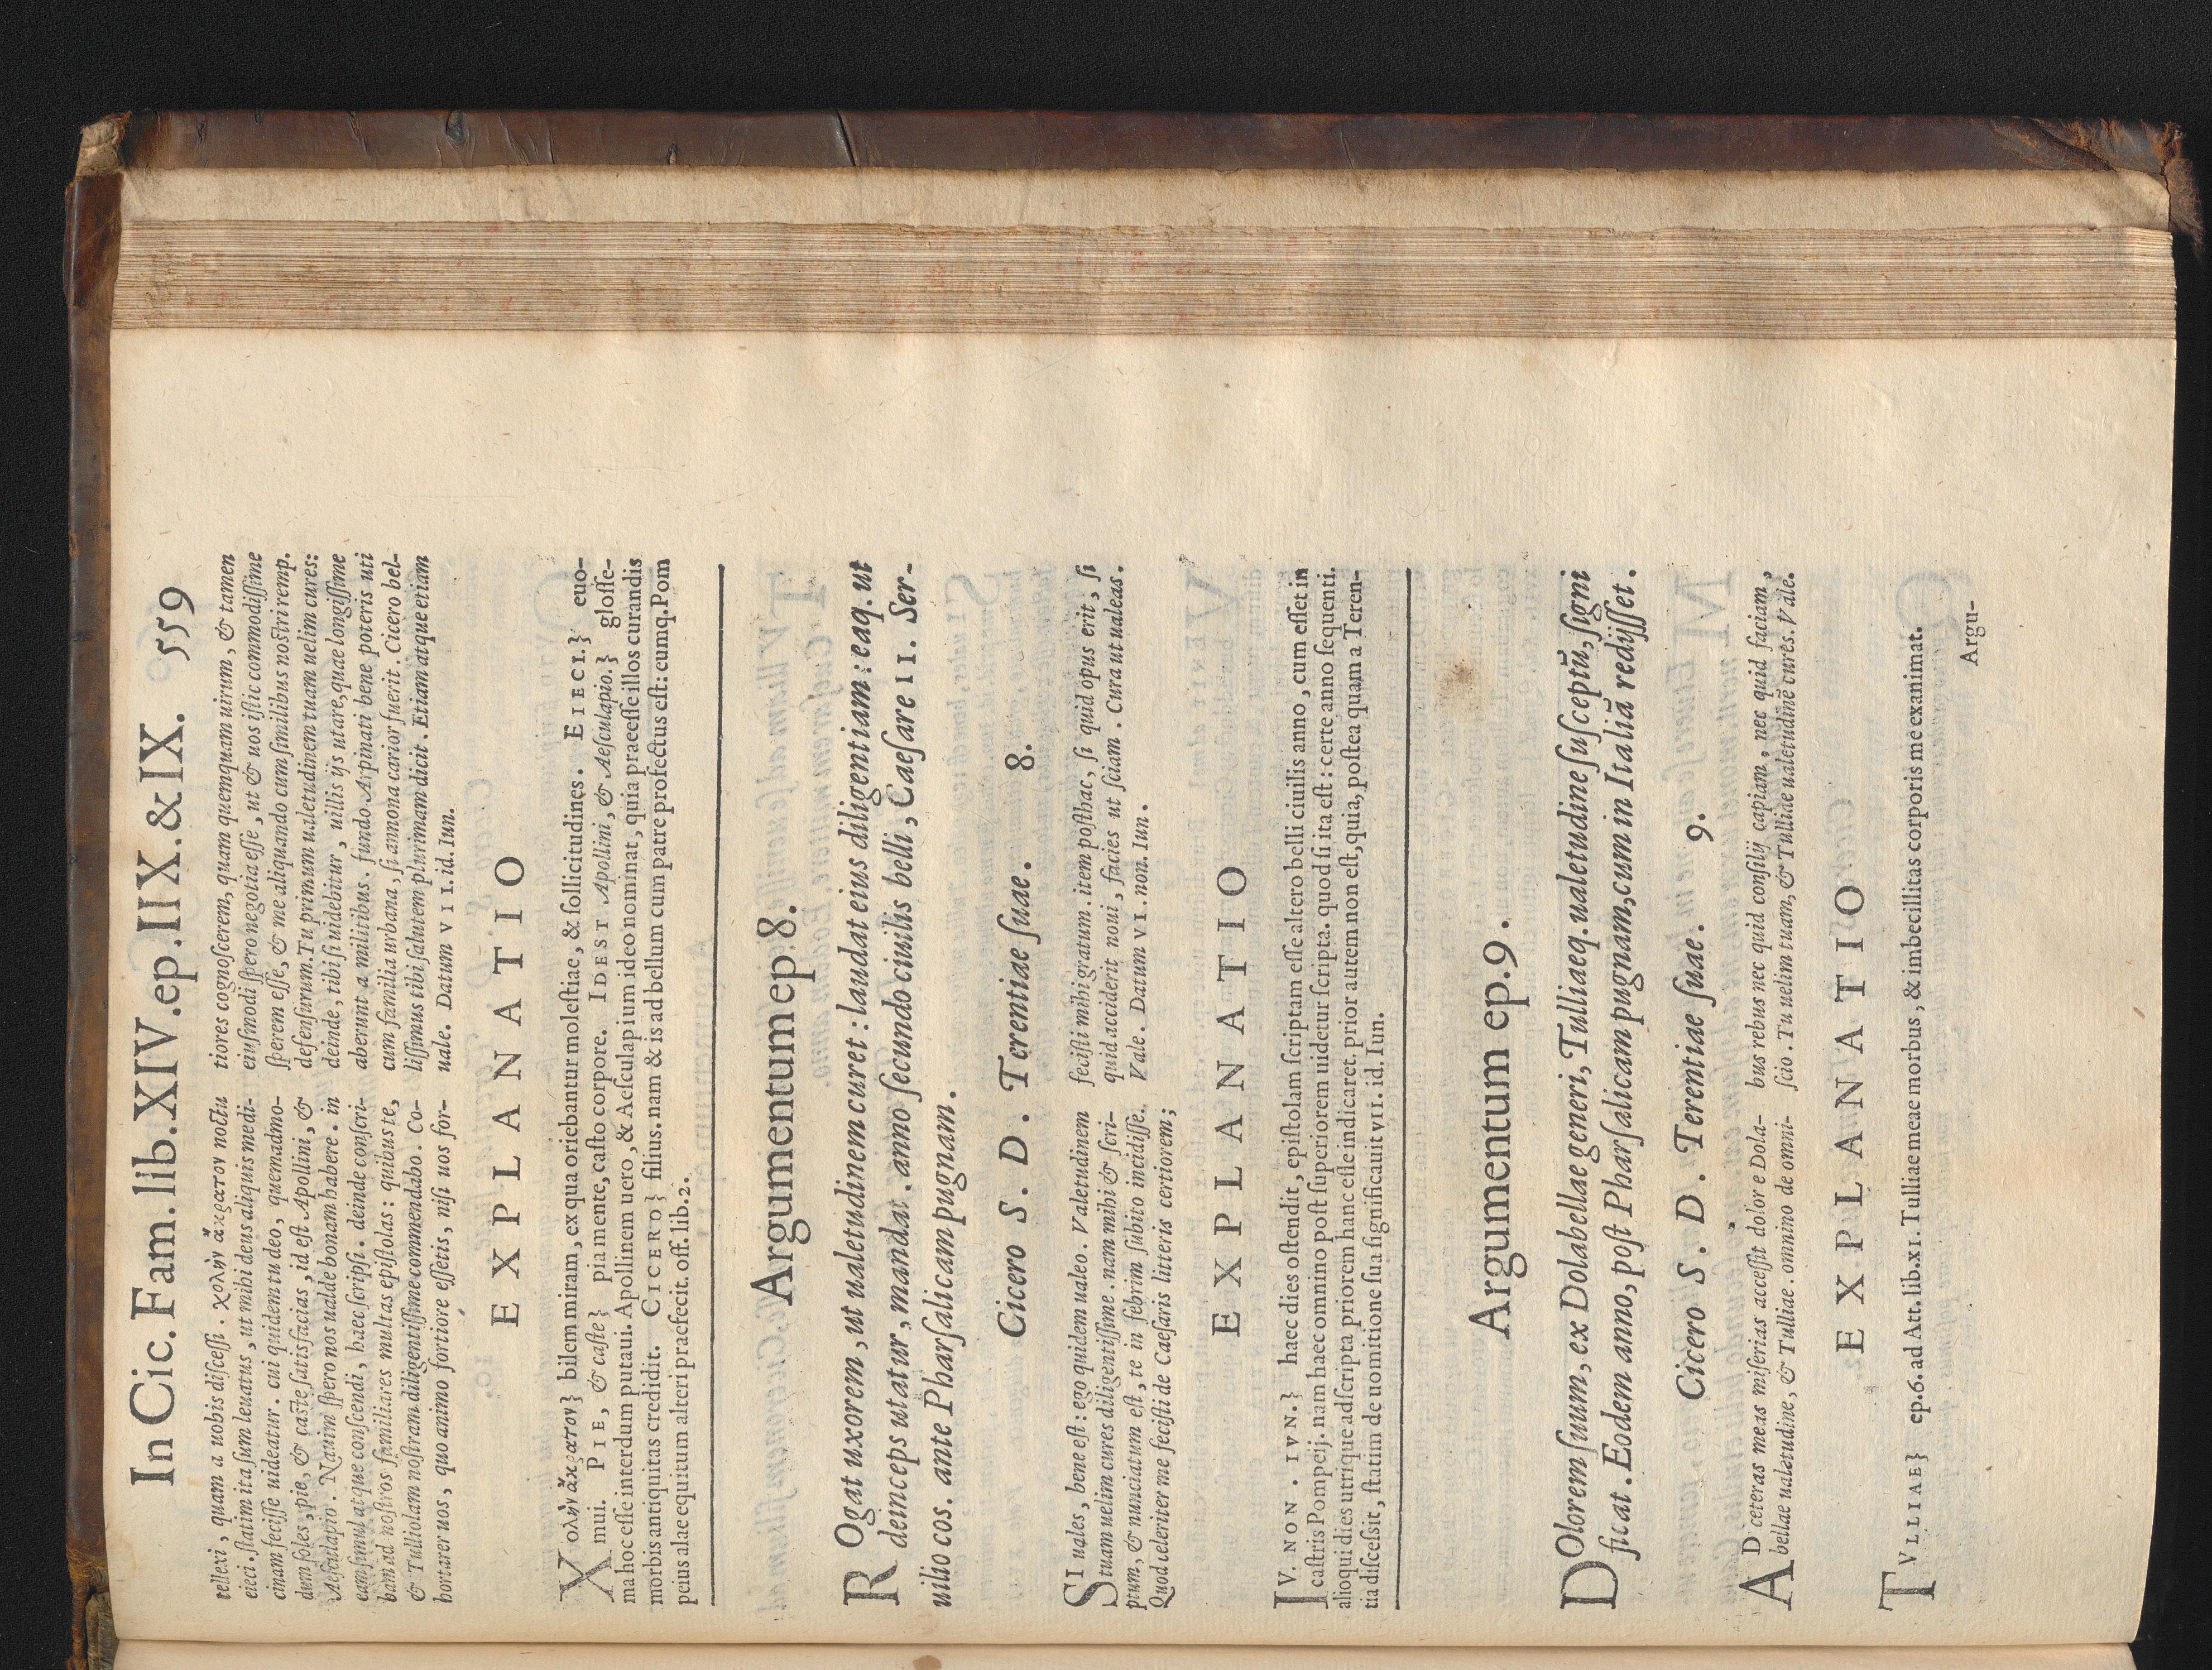 In Cic. Fam. lib. XIV. ep. IIX. & IX. 559
tellexi, quam a uobis diſceſsi. χολὴν ἄκρατον noctu
eieci. ſtatim ita ſum leuatus, ut mihi deus aliquis medi-
cinam feciſſe uideatur. cui quidem tu deo, quemadmo-
dum ſoles, pie, & caſte ſatisfacias, id eſt Apollini, &
Aeſculapio. Nauim ſpero nos ualde bonam habere. in
eam ſimul atque conſcendi, haec ſcripſi. deinde conſcri-
bam ad noſtros familiares multas epiſtolas: quibus te,
& Tulliolam noſtram diligentiſſime commendabo. Co-
hortarer uos, quo animo fortiore eſſetis, niſi uos for-
tiores cognoſcerem, quam quemquam uirum, & tamen
eiuſmodi ſpero negotia eſſe, ut & uos iſtic commodiſſime
ſperem eſſe, & me aliquando cum ſimilibus noſtri remp.
defenſurum. Tu primum ualetudinem tuam uelim cures:
deinde, tibi ſi uidebitur, uillis ijs utare, quae longiſſime
aberunt a militibus. fundo Arpinati bene poteris uti
cum familia urbana, ſi annona carior fuerit. Cicero bel-
liſſimus tibi ſalutem plurimam dicit. Etiam atque etiam
uale. Datum VII. id. Iun.
EXPLANATIO
Χολὴν ἄκρατον} bilem miram, ex qua oriebantur moleſtiae, & ſollicitudines. EIECI.} euo-
mui. PIE, & caſte} pia mente, caſto corpore. IDEST Apollini, & Aeſculapio.} gloſſe-
ma hoc eſſe interdum putaui. Apollinem uero, & Aeſculapium ideo nominat, quia praeeſſe illos curandis
morbis antiquitas credidit. CICERO} filius. nam & is ad bellum cum patre profectus eſt: cumq. Pom
peius alae equitum alteri praefecit. off. lib. 2.
Argumentum ep. 8.
ROgat uxorem, ut ualetudinem curet: laudat eius diligentiam: eaq. ut
deinceps utatur, mandat. anno ſecundo ciuilis belli, Caeſare II. Ser-
uilio cos. ante Pharſalicam pugnam.
Cicero S. D. Terentiae ſuae. 8.
SI uales, bene eſt: ego quidem ualeo. Valetudinem
tuam uelim cures diligentiſſime. nam mihi & ſcri-
ptum, & nunciatum eſt, te in febrim ſubito incidiſſe.
Quod celeriter me feciſti de Caeſaris litteris certiorem;
feciſti mihi gratum. item poſthac, ſi quid opus erit, ſi
quid acciderit noui, facies ut ſciam. Cura ut ualeas.
Vale. Datum VI. non. Iun.
EXPLANATIO
IV. NON. IVN.} haec dies oſtendit, epiſtolam ſcriptam eſſe altero belli ciuilis anno, cum eſſet in
caſtris Pompeij. nam haec omnino poſt ſuperiorem uidetur ſcripta. quod ſi ita eſt: certe anno ſequenti.
alioqui dies utrique adſcripta priorem hanc eſſe indicaret. prior autem non eſt, quia, poſtea quam a Teren-
tia diſceſsit, ſtatim de uomitione ſua ſignificauit VII. id. Iun.
Argumentum ep. 9.
DOlorem ſuum, ex Dolabellae generi, Tulliaeq. ualetudine ſuſceptū, ſigni
ficat. Eodem anno, poſt Pharſalicam pugnam, cum in Italiā redijſſet.
Cicero S. D. Terentiae ſuae. 9.
AD ceteras meas miſerias acceſſit dolor e Dola-
bellae ualetudine, & Tulliae. omnino de omni-
bus rebus nec quid conſilij capiam, nec quid faciam,
ſcio. Tu uelim tuam, & Tulliae ualetudinē cures. Vale.
EXPLANATIO
TVLLIAE} ep. 6. ad Att. lib. XI. Tulliae meae morbus, & imbecillitas corporis me exanimat.
Argu-